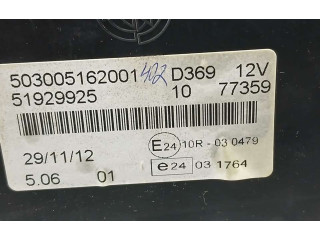 503005162001 402 D369 12V
51929925 10 77359
29/11/12 E24 10R - 03 0479
5.06 01 e24 03 1764